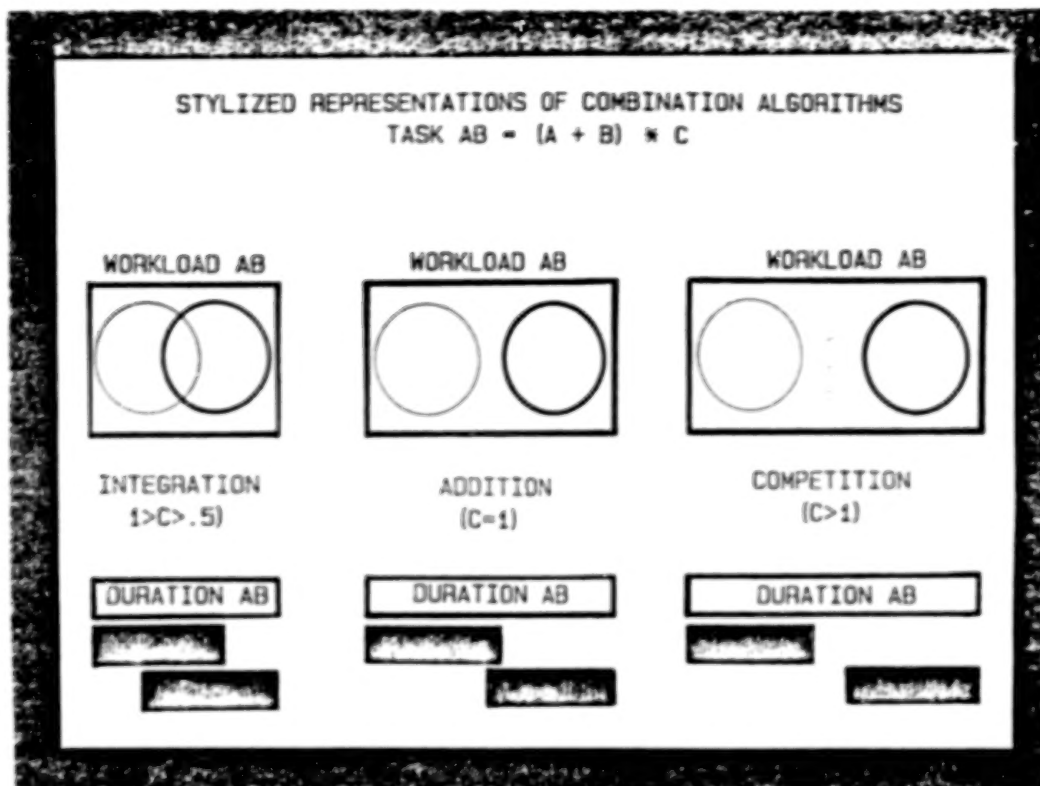 STYLIZED REPRESENTATIONS OF COMBINATION ALGORITHMS
TASK AB = (A + B) * C
WORKLOAD AB
WORKLOAD AB
WORKLOAD AB
INTEGRATION
1>C>.5)
ADDITION
(C=1)
COMPETITION
(C>1)
DURATION AB
DURATION AB
DURATION AB